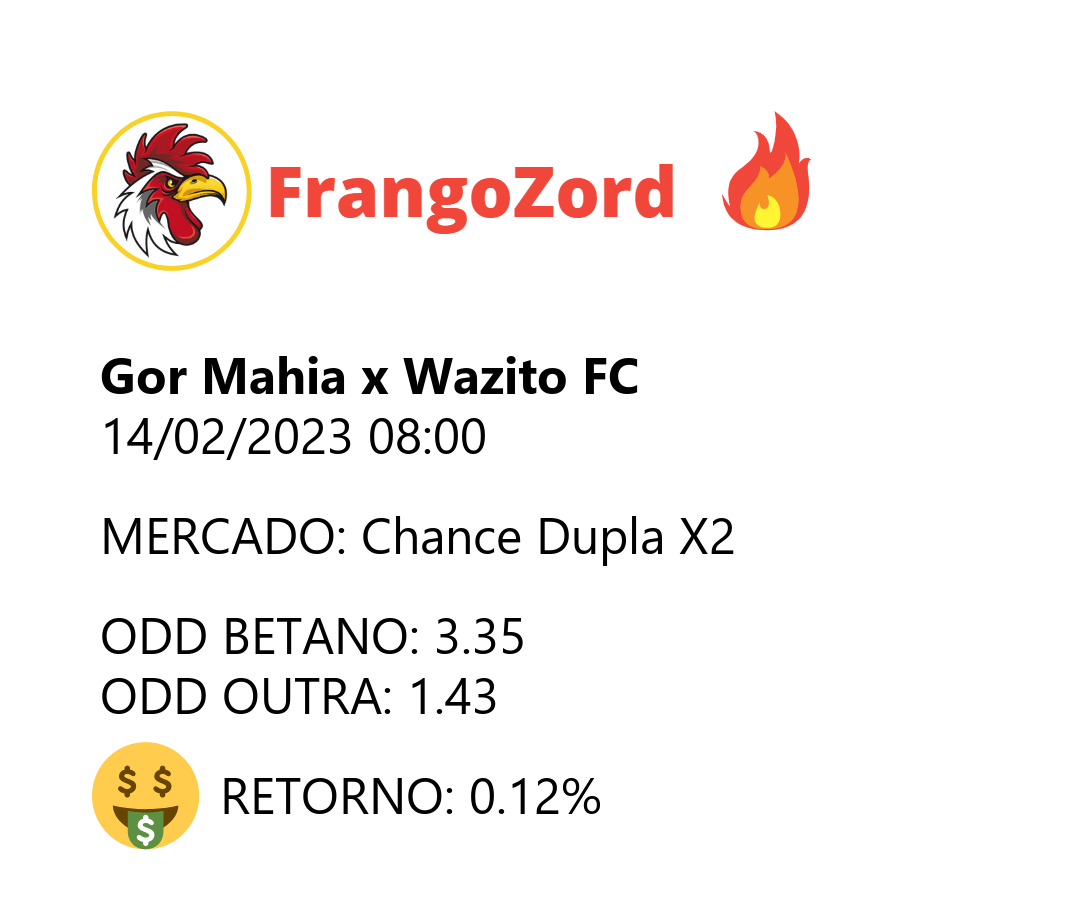 FrangoZord
Gor Mahia x Wazito FC
14/02/2023 08:00
MERCADO: Chance Dupla X2
ODD BETANO: 3.35
ODD OUTRA: 1.43
RETORNO: 0.12%